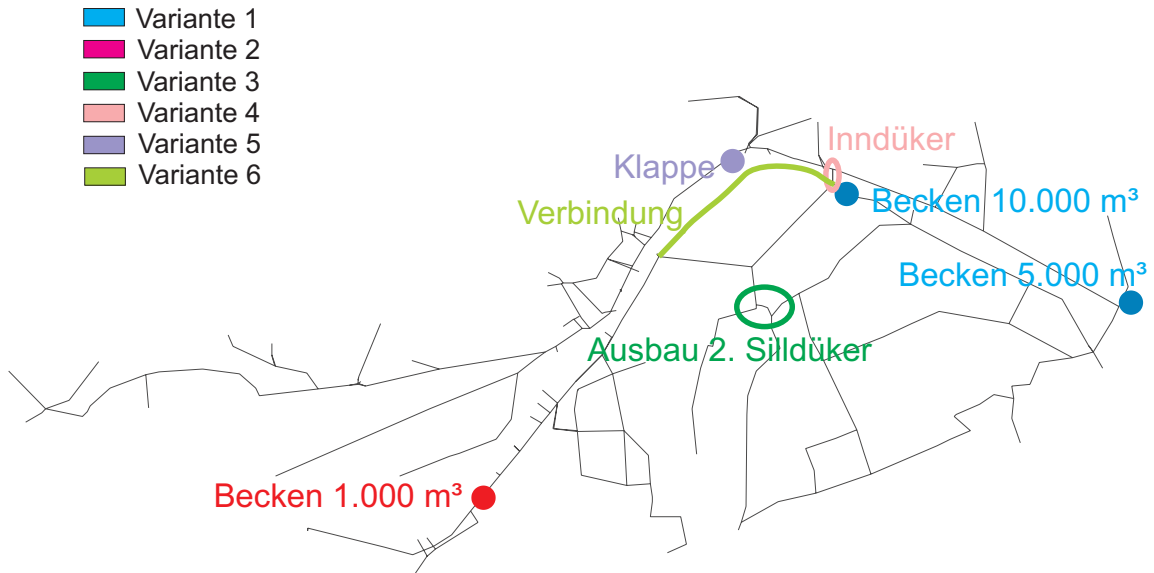 Variante 1
Variante 2
Variante 3
Variante 4
Variante 5
Variante 6
Inndüker
Klappe
Becken 10.000 m³
Verbindung
Becken 5.000 m³
Ausbau 2. Silldüker
Becken 1.000 m³